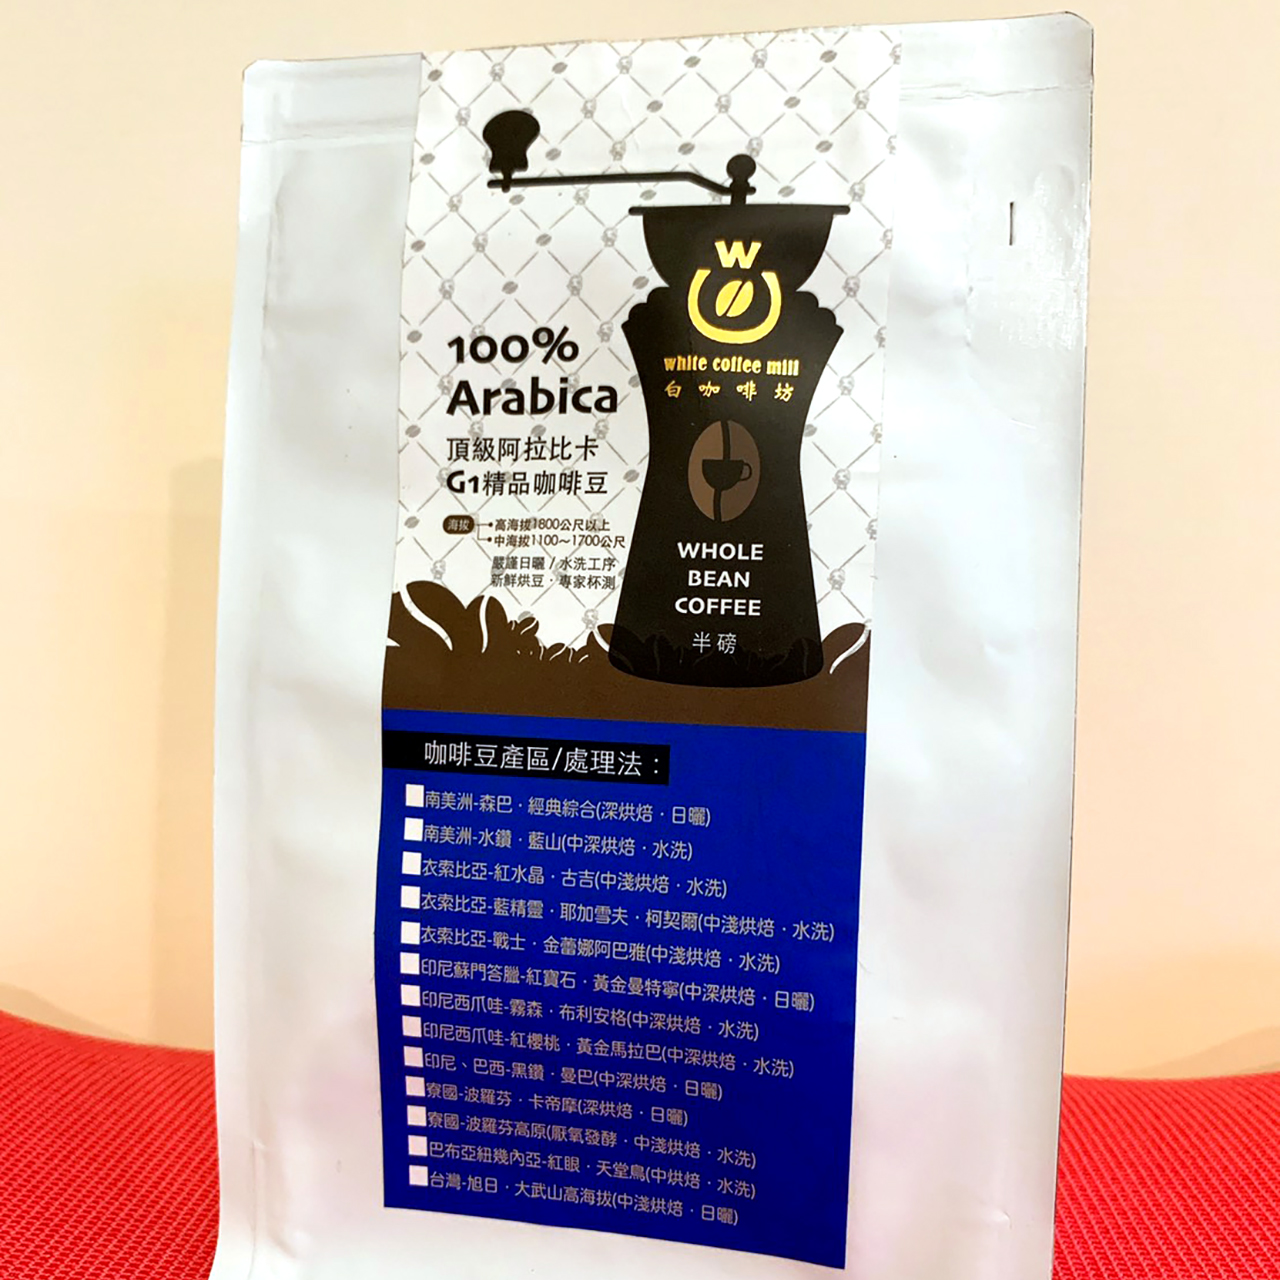 W
white coffee mill
白咖啡坊
100%
Arabica
頂級阿拉比卡
G1精品咖啡豆
海拔
•高海拔1800公尺以上
•中海拔1100～1700公尺
嚴謹日曬/水洗工序
新鮮烘豆·專家杯測
WHOLE
BEAN
COFFEE
半磅
咖啡豆產區/處理法：
南美洲-森巴·經典綜合(深烘焙·日曬)
南美洲-水鑽·藍山(中深烘焙·水洗)
衣索比亞-紅水晶·古吉(中淺烘焙·水洗)
衣索比亞-藍精靈·耶加雪夫·柯契爾(中淺烘焙·水洗)
衣索比亞-戰士·金蕾娜阿巴雅(中淺烘焙·水洗)
印尼蘇門答臘-紅寶石·黃金曼特寧(中深烘焙·日曬)
印尼西爪哇-霧森·布利安格(中深烘焙·水洗)
印尼西爪哇-紅櫻桃·黃金馬拉巴(中深烘焙·水洗)
印尼、巴西-黑鑽·曼巴(中深烘焙·日曬)
寮國-波羅芬·卡帝摩(深烘焙·日曬)
寮國-波羅芬高原(厭氧發酵·中淺烘焙·水洗)
巴布亞紐幾內亞-紅眼·天堂鳥(中烘焙·水洗)
台灣-旭日·大武山高海拔(中淺烘焙·日曬)